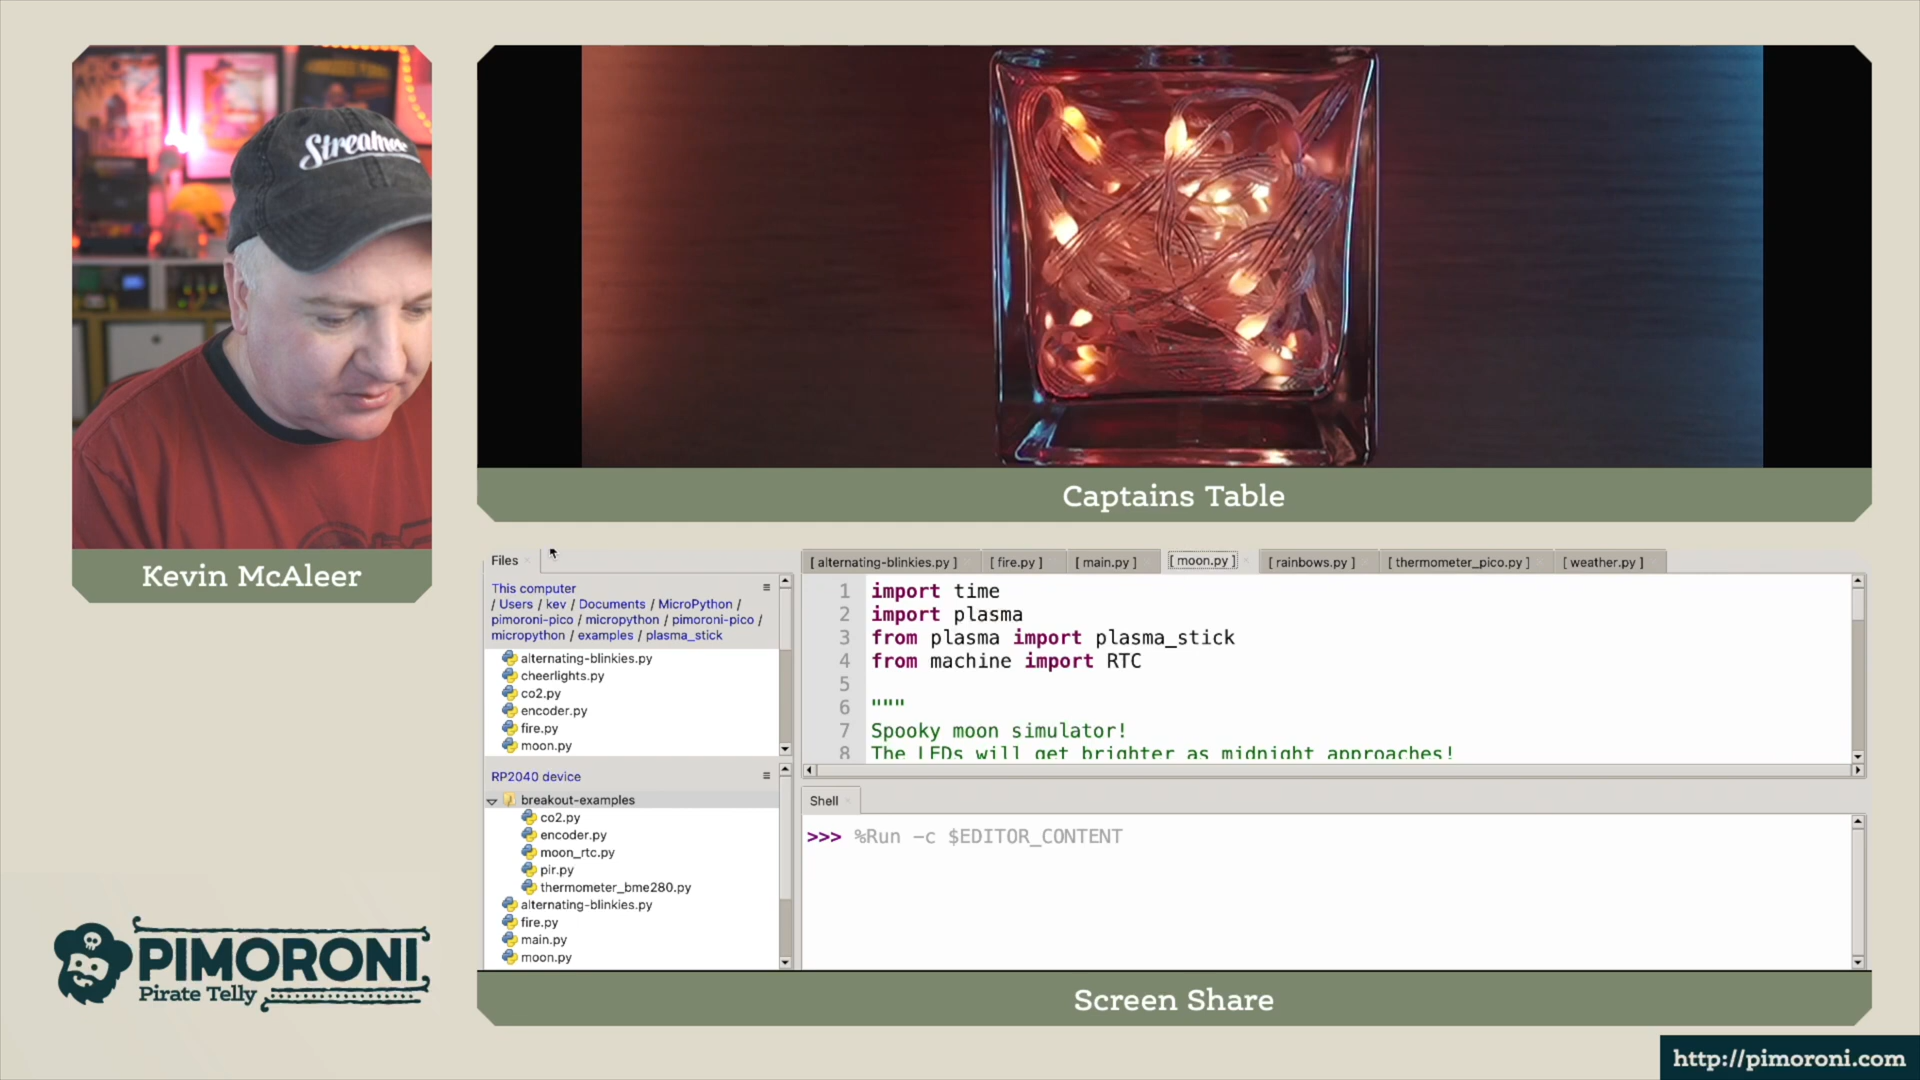 Streamer
Kevin McAleer
Captains Table
Files
This computer
/ Users / kev / Documents / MicroPython /
pimoroni-pico / micropython / pimoroni-pico /
micropython / examples / plasma_stick
alternating-blinkies.py
cheerlights.py
co2.py
encoder.py
fire.py
moon.py
RP2040 device
breakout-examples
co2.py
encoder.py
moon_rtc.py
pir.py
thermometer_bme280.py
alternating-blinkies.py
fire.py
main.py
moon.py
[ alternating-blinkies.py ] [ fire.py ] [ main.py ] [ moon.py ] [ rainbows.py ] [ thermometer_pico.py ] [ weather.py ]
1 import time
2 import plasma
3 from plasma import plasma_stick
4 from machine import RTC
5
6 """
7 Spooky moon simulator!
8 The LEDs will get brighter as midnight approaches!
Shell
>>> %Run -c $EDITOR_CONTENT
Screen Share
PIMORONI
Pirate Telly
http://pimoroni.com